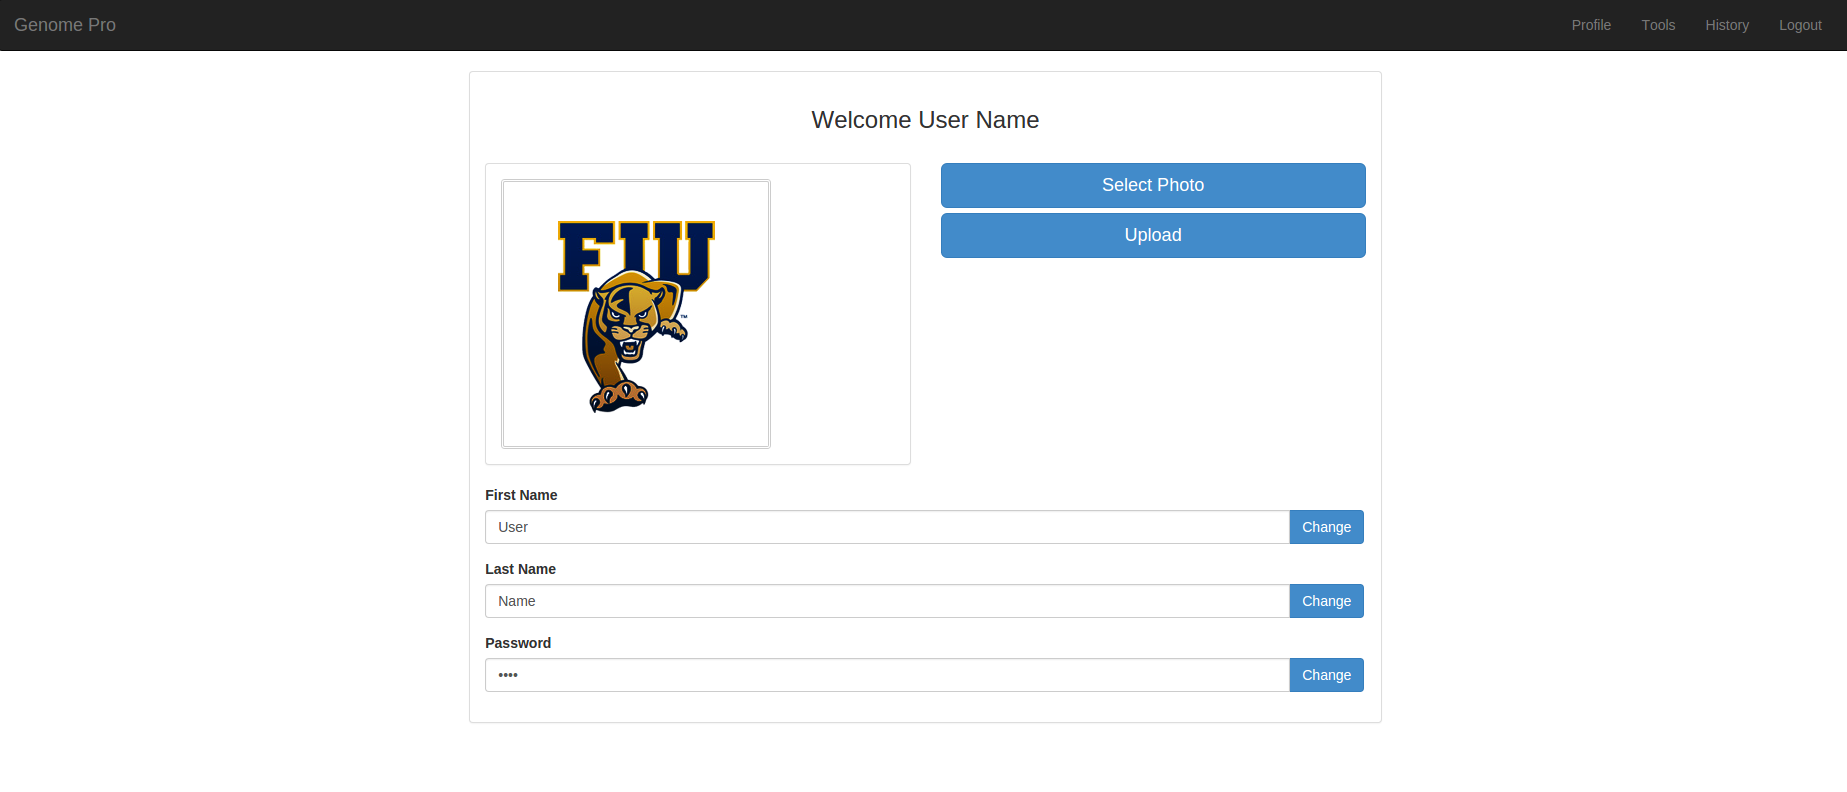 Genome Pro Profile Tools History Logout
Welcome User Name
FIU
™
Select Photo
Upload
First Name
User Change
Last Name
Name Change
Password
•••• Change